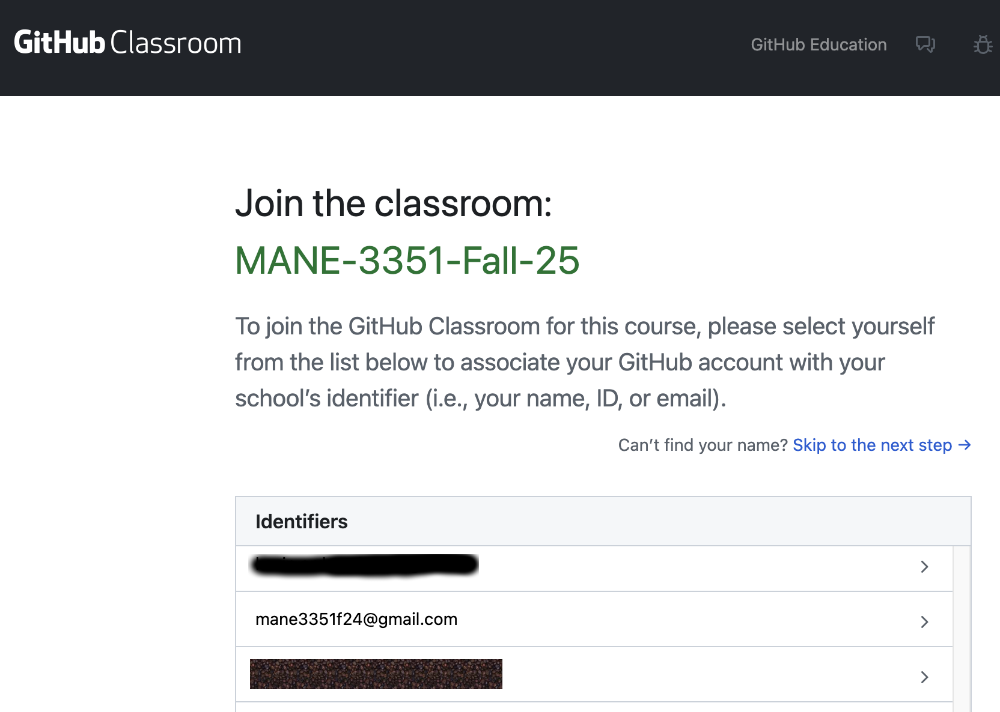 GitHub Classroom
GitHub Education
Join the classroom:
MANE-3351-Fall-25
To join the GitHub Classroom for this course, please select yourself
from the list below to associate your GitHub account with your
school’s identifier (i.e., your name, ID, or email).
Can’t find your name? Skip to the next step →
Identifiers
mane3351f24@gmail.com